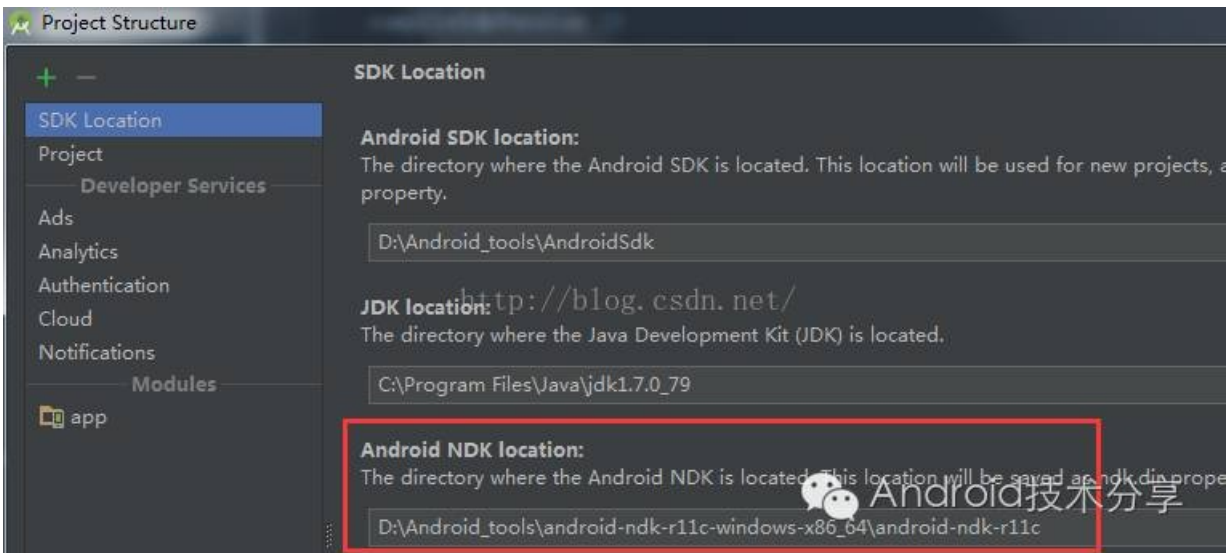 Project Structure
SDK Location
Project
Developer Services
Ads
Analytics
Authentication
Cloud
Notifications
Modules
app
SDK Location
Android SDK location:
The directory where the Android SDK is located. This location will be used for new projects, a
property.
D:\Android_tools\AndroidSdk
http://blog.csdn.net/
JDK location:
The directory where the Java Development Kit (JDK) is located.
C:\Program Files\Java\jdk1.7.0_79
Android NDK location:
The directory where the Android NDK is located. This location will be saved as ndk.dir prope
Android技术分享
D:\Android_tools\android-ndk-r11c-windows-x86_64\android-ndk-r11c